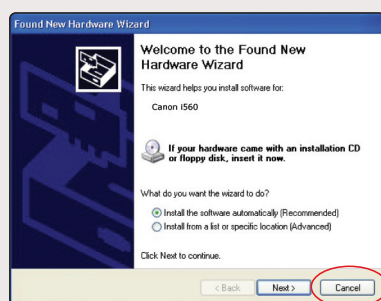 Found New Hardware Wizard
Welcome to the Found New
Hardware Wizard
This wizard helps you install software for:
Canon i560
If your hardware came with an installation CD
or floppy disk, insert it now.
What do you want the wizard to do?
Install the software automatically (Recommended)
Install from a list or specific location (Advanced)
Click Next to continue.
< Back
Next >
Cancel